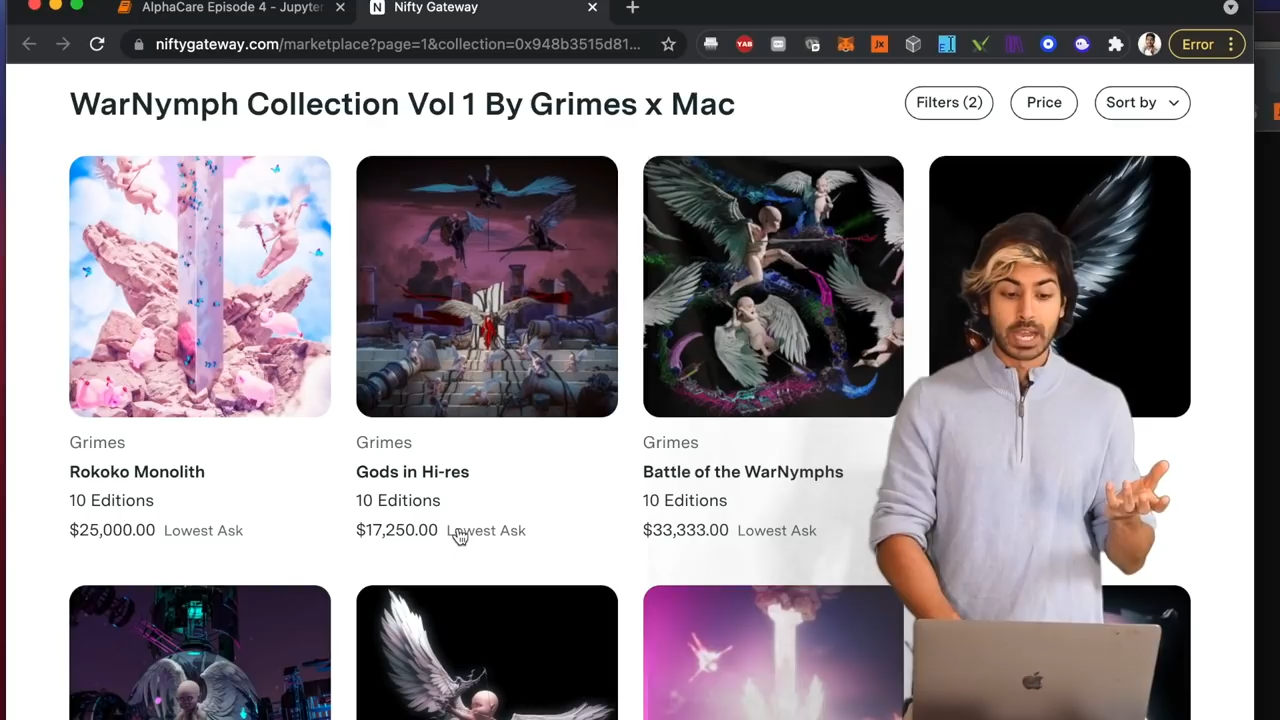 AlphaCare Episode 4 - Jupyter
Nifty Gateway
niftygateway.com/marketplace?page=1&collection=0x948b3515d81...
YAB
JX
Error
WarNymph Collection Vol 1 By Grimes x Mac
Filters (2)
Price
Sort by
Grimes
Rokoko Monolith
10 Editions
$25,000.00 Lowest Ask
Grimes
Gods in Hi-res
10 Editions
$17,250.00 Lowest Ask
Grimes
Battle of the WarNymphs
10 Editions
$33,333.00 Lowest Ask